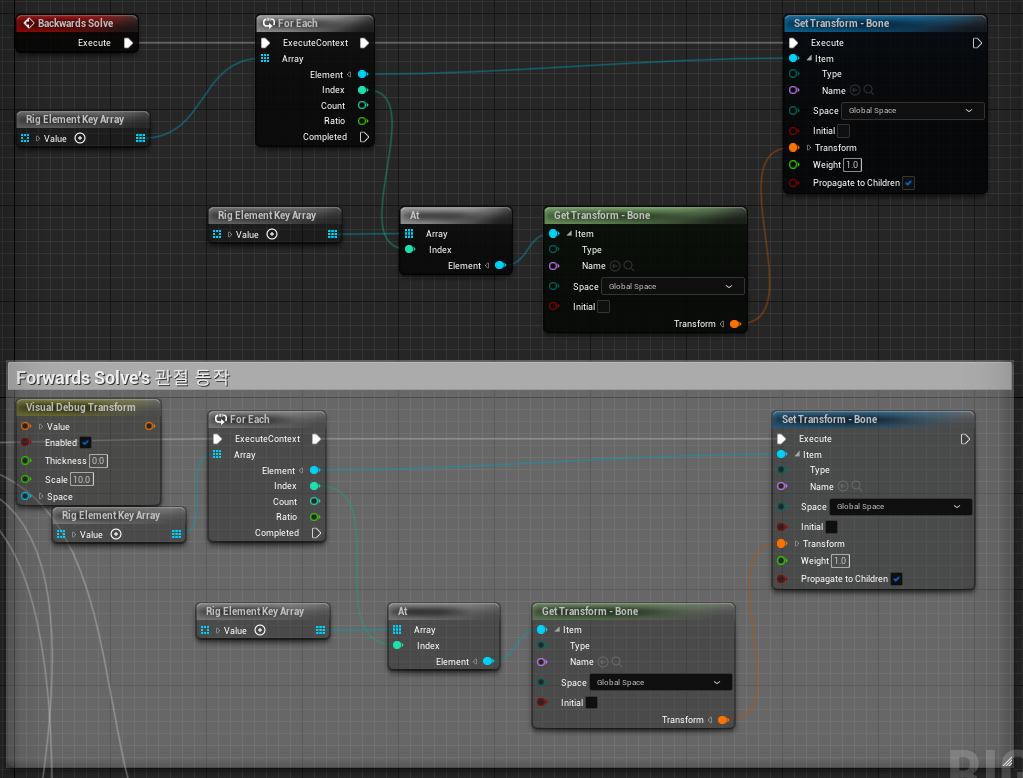 Backwards Solve
Execute
For Each
ExecuteContext
Array
Element
Index
Count
Ratio
Completed
Rig Element Key Array
Value
Set Transform - Bone
Execute
Item
Type
Name
Space Global Space
Initial
Transform
Weight 1.0
Propagate to Children
Rig Element Key Array
Value
At
Array
Index
Element
Get Transform - Bone
Item
Type
Name
Space Global Space
Initial
Transform
Forwards Solve's 관절 동작
Visual Debug Transform
Value
Enabled
Thickness 0.0
Scale 10.0
Space
Rig Element Key Array
Value
For Each
ExecuteContext
Array
Element
Index
Count
Ratio
Completed
Set Transform - Bone
Execute
Item
Type
Name
Space Global Space
Initial
Transform
Weight 1.0
Propagate to Children
Rig Element Key Array
Value
At
Array
Index
Element
Get Transform - Bone
Item
Type
Name
Space Global Space
Initial
Transform